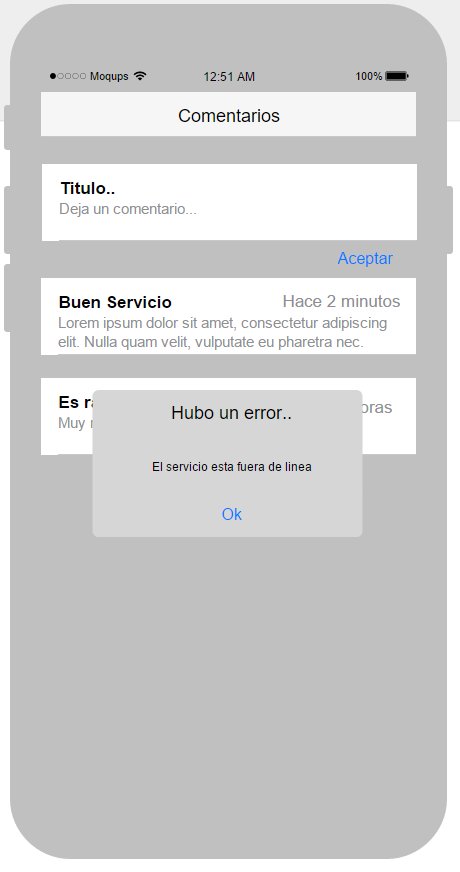 Moqups 12:51 AM 100%
Comentarios
Titulo..
Deja un comentario...
Aceptar
Buen Servicio Hace 2 minutos
Lorem ipsum dolor sit amet, consectetur adipiscing
elit. Nulla quam velit, vulputate eu pharetra nec.
Es
Muy
Hubo un error..
El servicio esta fuera de linea
Ok